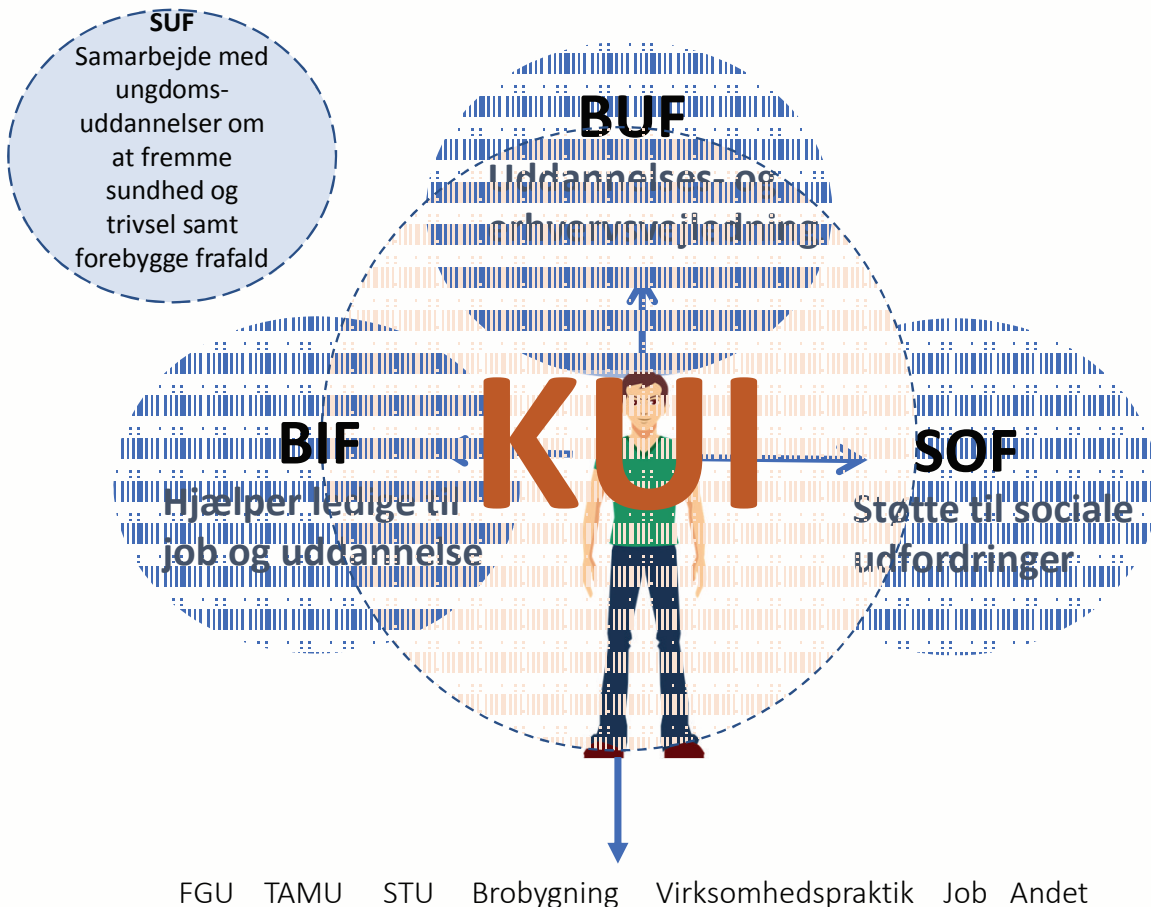 SUF
Samarbejde med
ungdoms-
uddannelser om
at fremme
sundhed og
trivsel samt
forebygge frafald
BUF
Uddannelses- og
erhvervsvejledning
KUI
BIF
Hjælper ledige til
job og uddannelse
SOF
Støtte til sociale
udfordringer
FGU TAMU STU Brobygning Virksomhedspraktik Job Andet